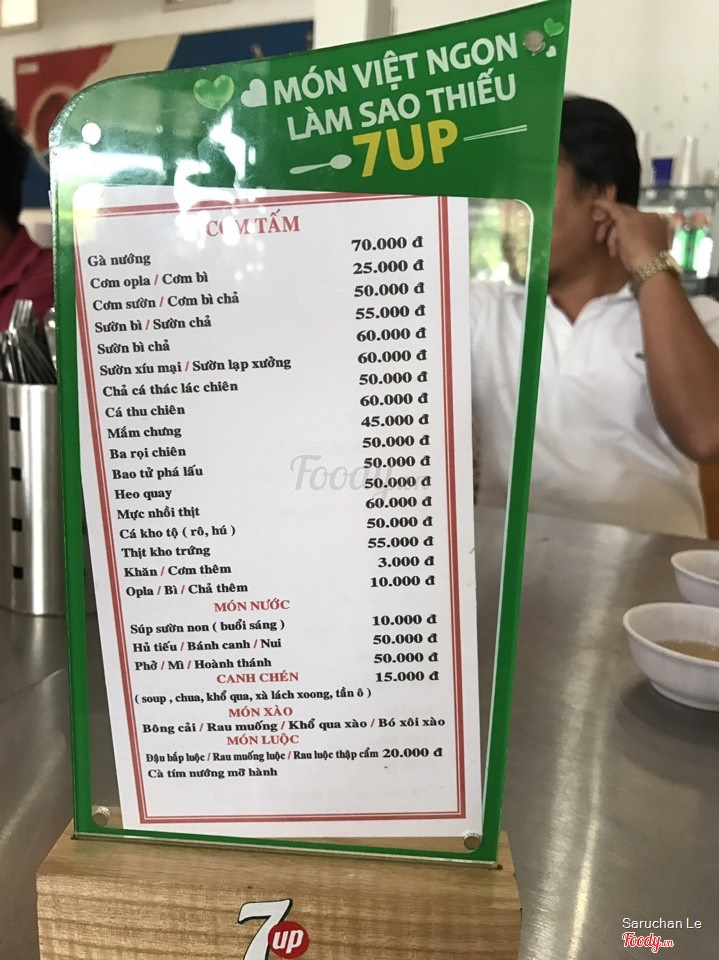 MÓN VIỆT NGON
LÀM SAO THIẾU
7UP
CƠM TẤM
Gà nướng 70.000 đ
Cơm opla / Cơm bì 25.000 đ
Cơm sườn / Cơm bì chả 50.000 đ
Sườn bì / Sườn chả 55.000 đ
Sườn bì chả 60.000 đ
Sườn xíu mại / Sườn lạp xưởng 60.000 đ
Chả cá thác lác chiên 50.000 đ
Cá thu chiên 60.000 đ
Mắm chưng 45.000 đ
Ba rọi chiên 50.000 đ
Bao tử phá lấu 50.000 đ
Heo quay 50.000 đ
Mực nhồi thịt 60.000 đ
Cá kho tộ ( rô, hú ) 50.000 đ
Thịt kho trứng 55.000 đ
Khăn / Cơm thêm 3.000 đ
Opla / Bì / Chả thêm 10.000 đ
MÓN NƯỚC
Súp sườn non ( buổi sáng ) 10.000 đ
Hủ tiếu / Bánh canh / Nui 50.000 đ
Phở / Mì / Hoành thánh 50.000 đ
CANH CHÉN 15.000 đ
( soup , chua, khổ qua, xà lách xoong, tần ô )
MÓN XÀO
Bông cải / Rau muống / Khổ qua xào / Bó xôi xào
MÓN LUỘC
Đậu bắp luộc / Rau muống luộc / Rau luộc thập cẩm 20.000 đ
Cà tím nướng mỡ hành
Foody
7up
Saruchan Le
Foody.vn